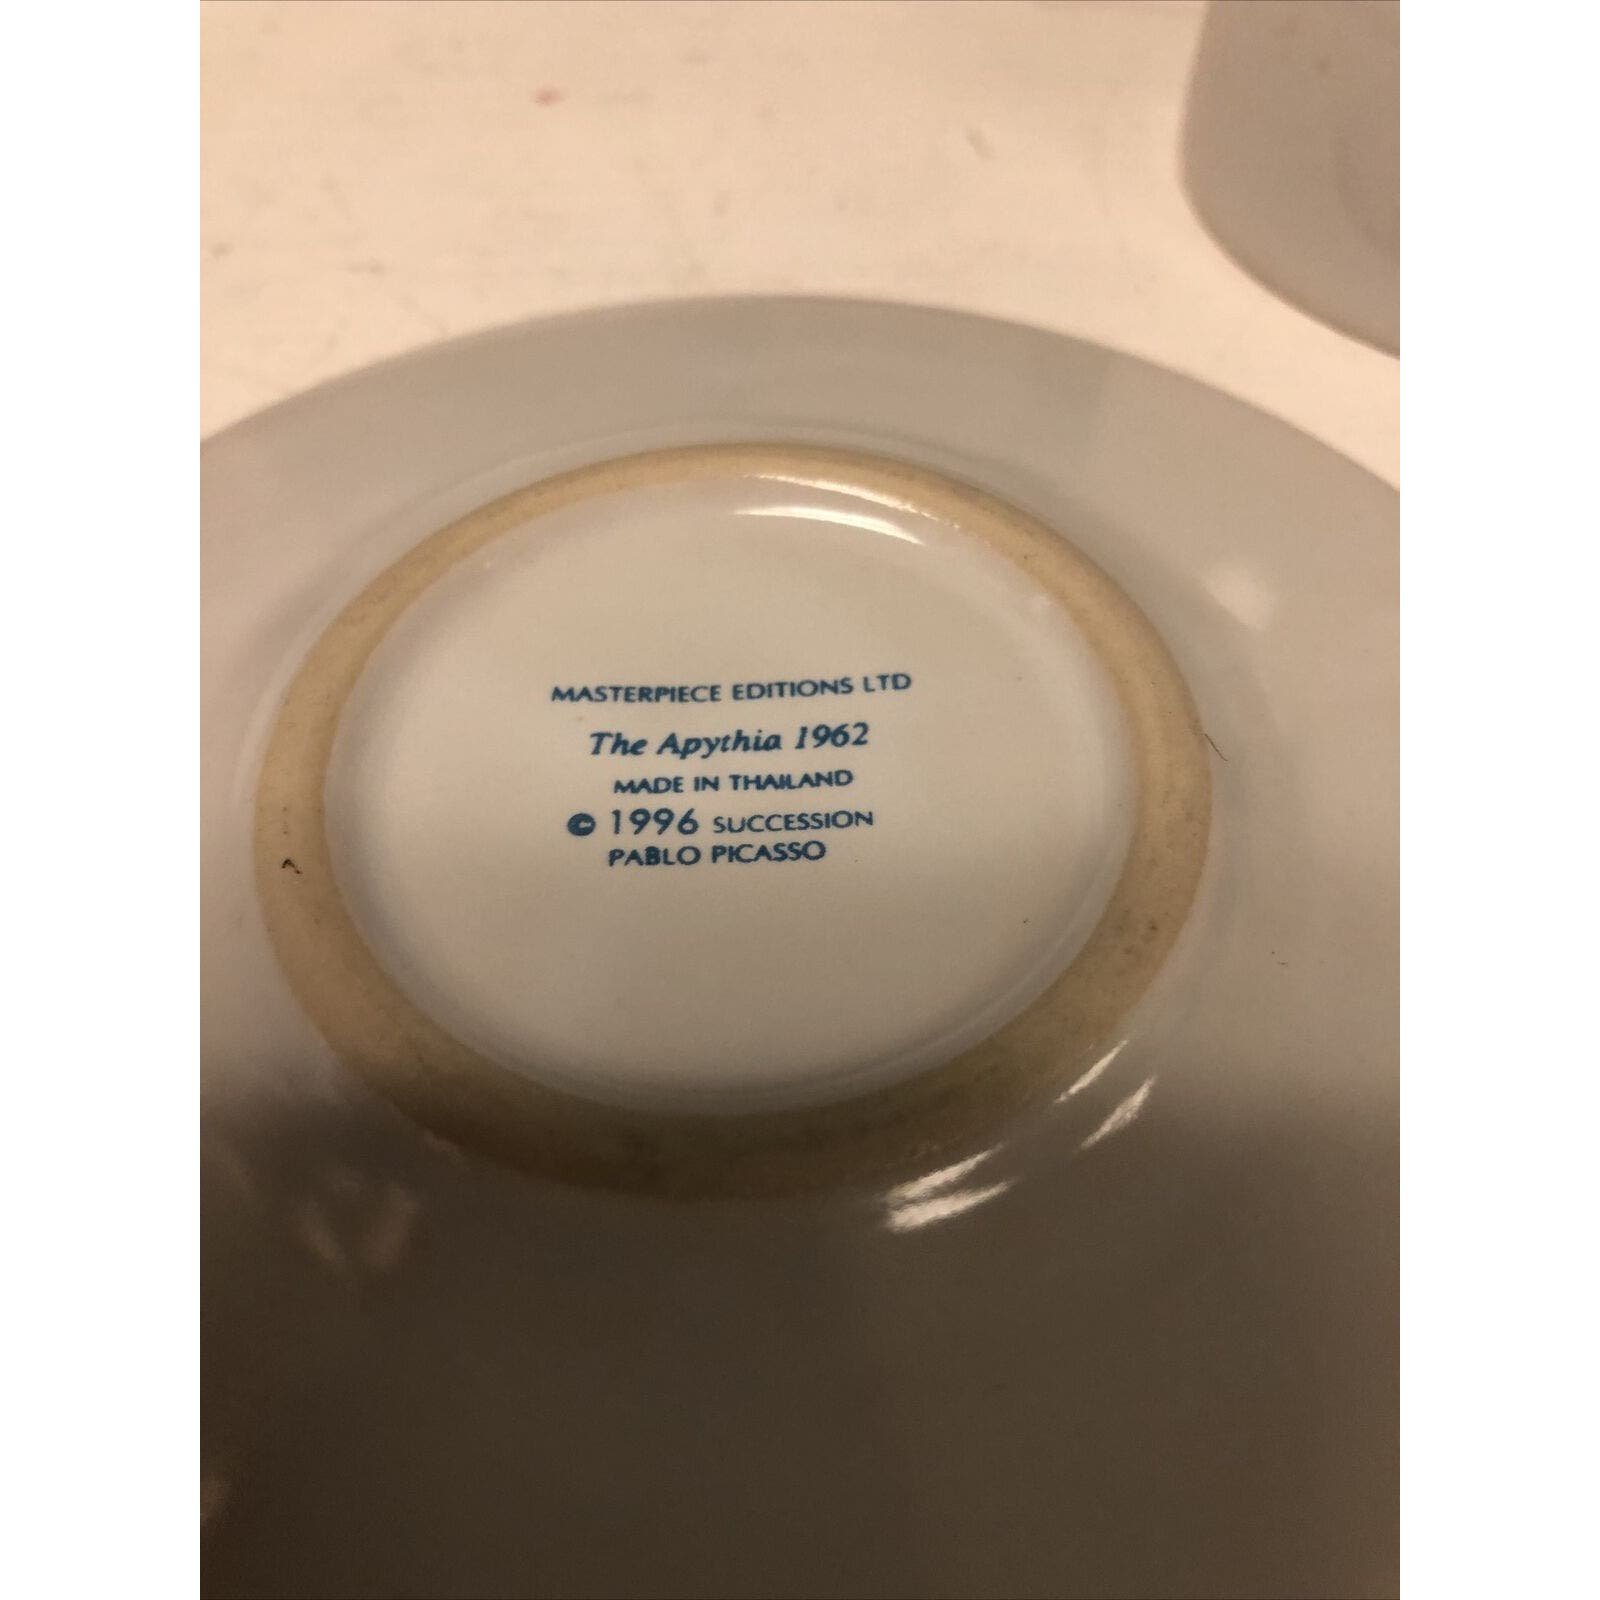 MASTERPIECE EDITIONS LTD
The Apythia 1962
MADE IN THAILAND
© 1996 SUCCESSION
PABLO PICASSO